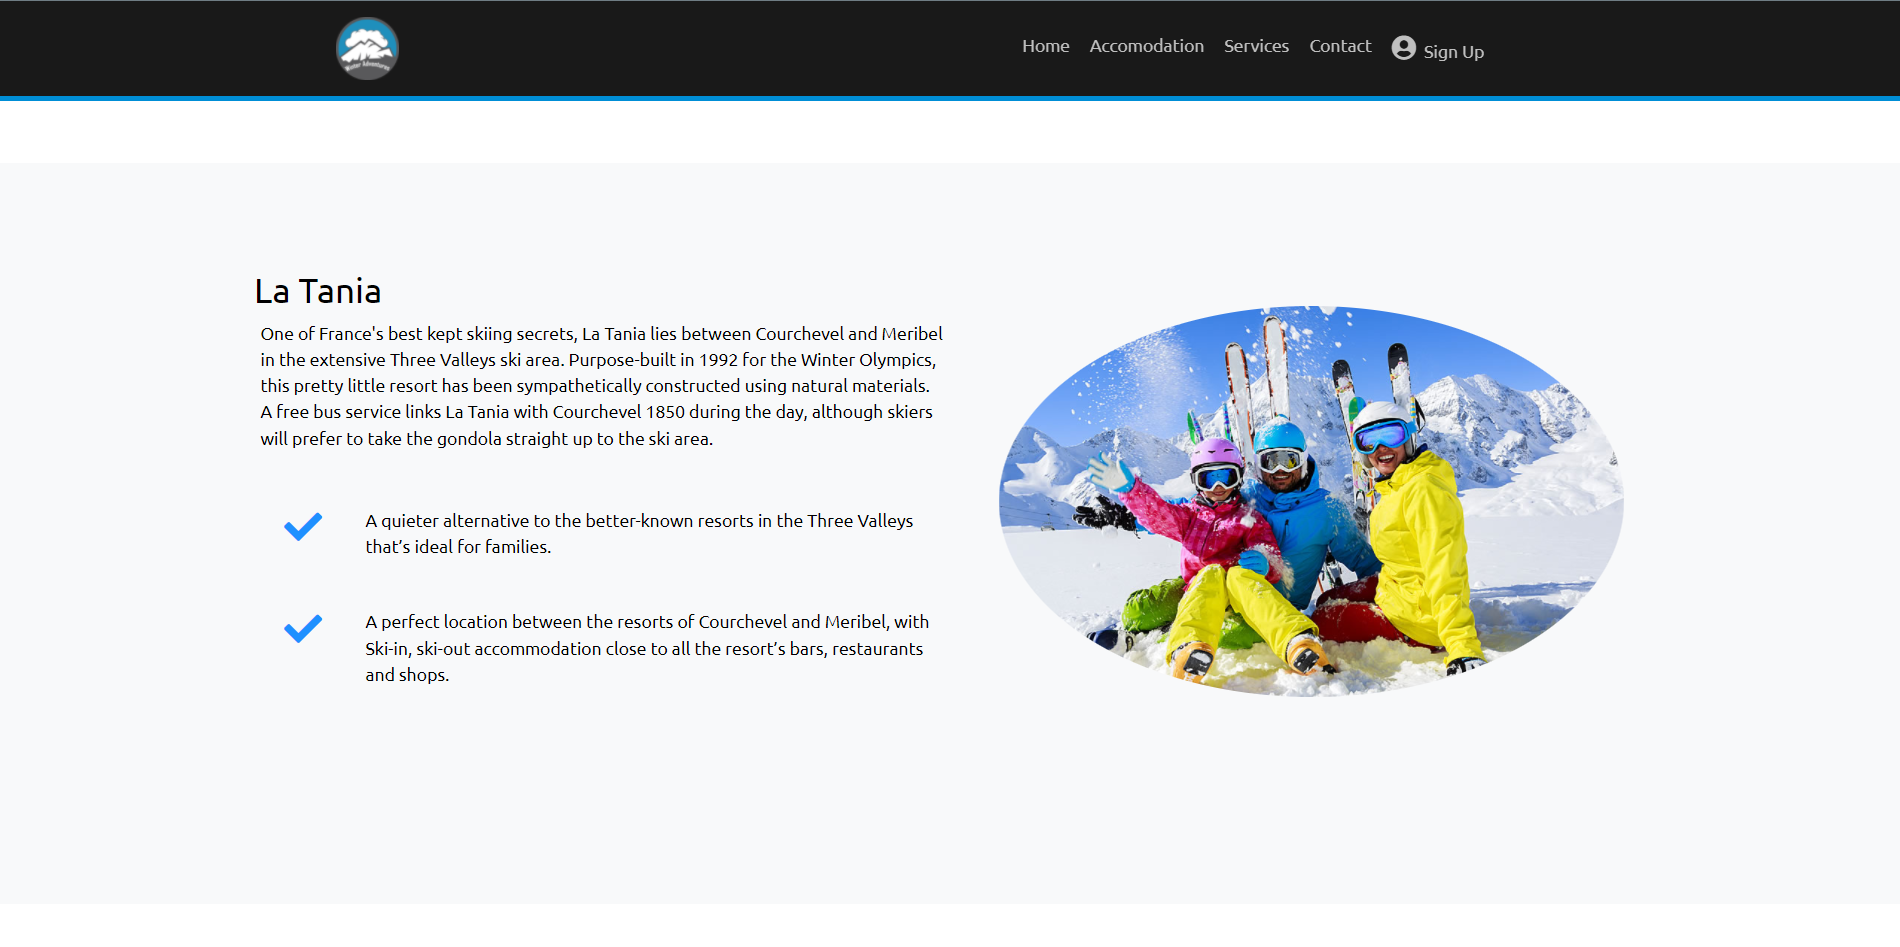 Winter Adventures
Home Accomodation Services Contact Sign Up
La Tania
One of France's best kept skiing secrets, La Tania lies between Courchevel and Meribel
in the extensive Three Valleys ski area. Purpose-built in 1992 for the Winter Olympics,
this pretty little resort has been sympathetically constructed using natural materials.
A free bus service links La Tania with Courchevel 1850 during the day, although skiers
will prefer to take the gondola straight up to the ski area.
A quieter alternative to the better-known resorts in the Three Valleys
that’s ideal for families.
A perfect location between the resorts of Courchevel and Meribel, with
Ski-in, ski-out accommodation close to all the resort’s bars, restaurants
and shops.